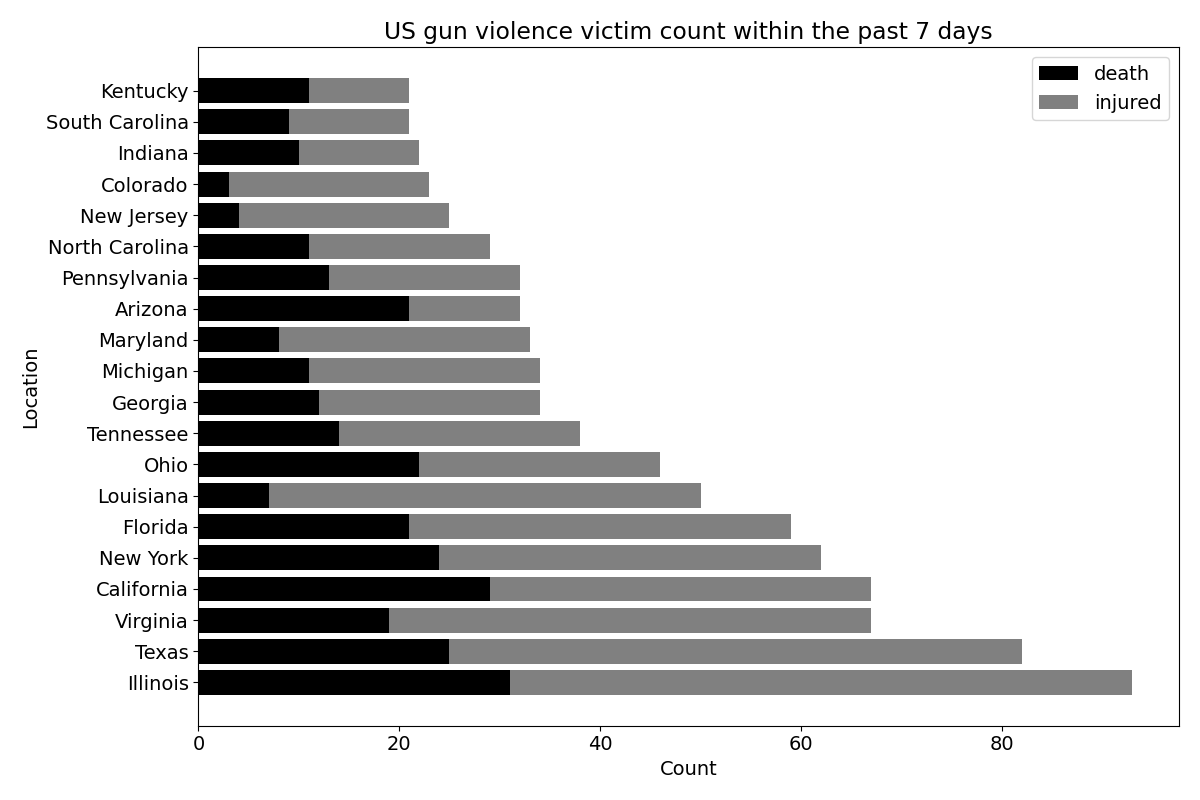 US gun violence victim count within the past 7 days
death
injured
Kentucky
South Carolina
Indiana
Colorado
New Jersey
North Carolina
Pennsylvania
Arizona
Maryland
Michigan
Georgia
Tennessee
Ohio
Louisiana
Florida
New York
California
Virginia
Texas
Illinois
Location
0 20 40 60 80
Count